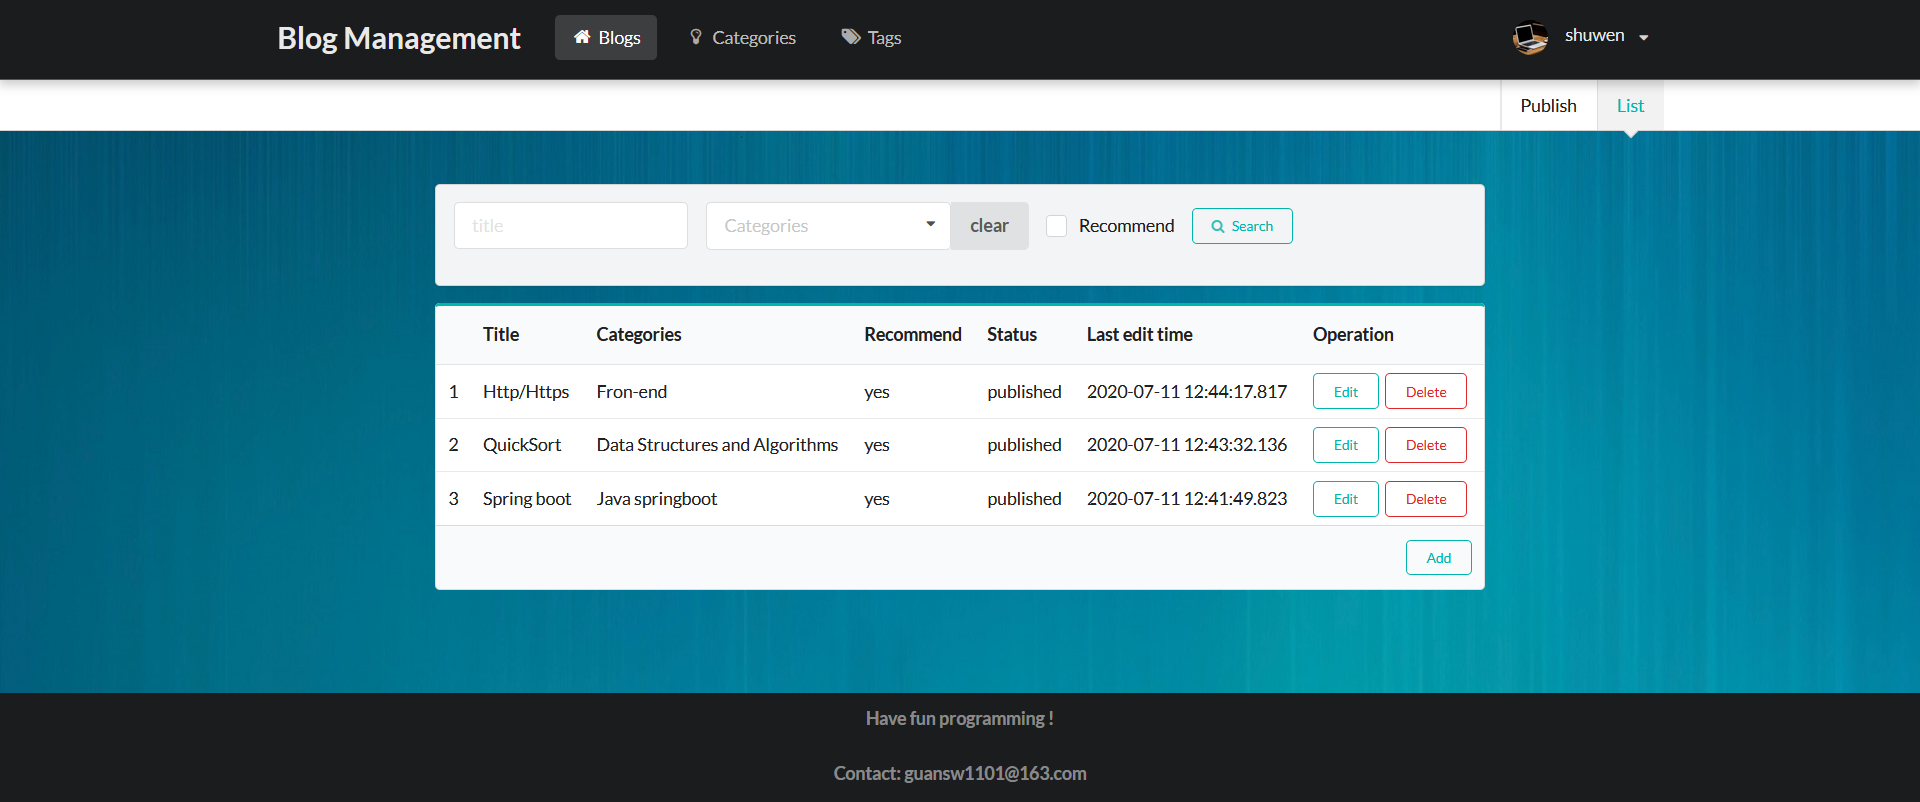 Blog Management Blogs Categories Tags shuwen
Publish List
title Categories clear Recommend Search
Title Categories Recommend Status Last edit time Operation
1 Http/Https Fron-end yes published 2020-07-11 12:44:17.817 Edit Delete
2 QuickSort Data Structures and Algorithms yes published 2020-07-11 12:43:32.136 Edit Delete
3 Spring boot Java springboot yes published 2020-07-11 12:41:49.823 Edit Delete
Add
Have fun programming !
Contact: guansw1101@163.com